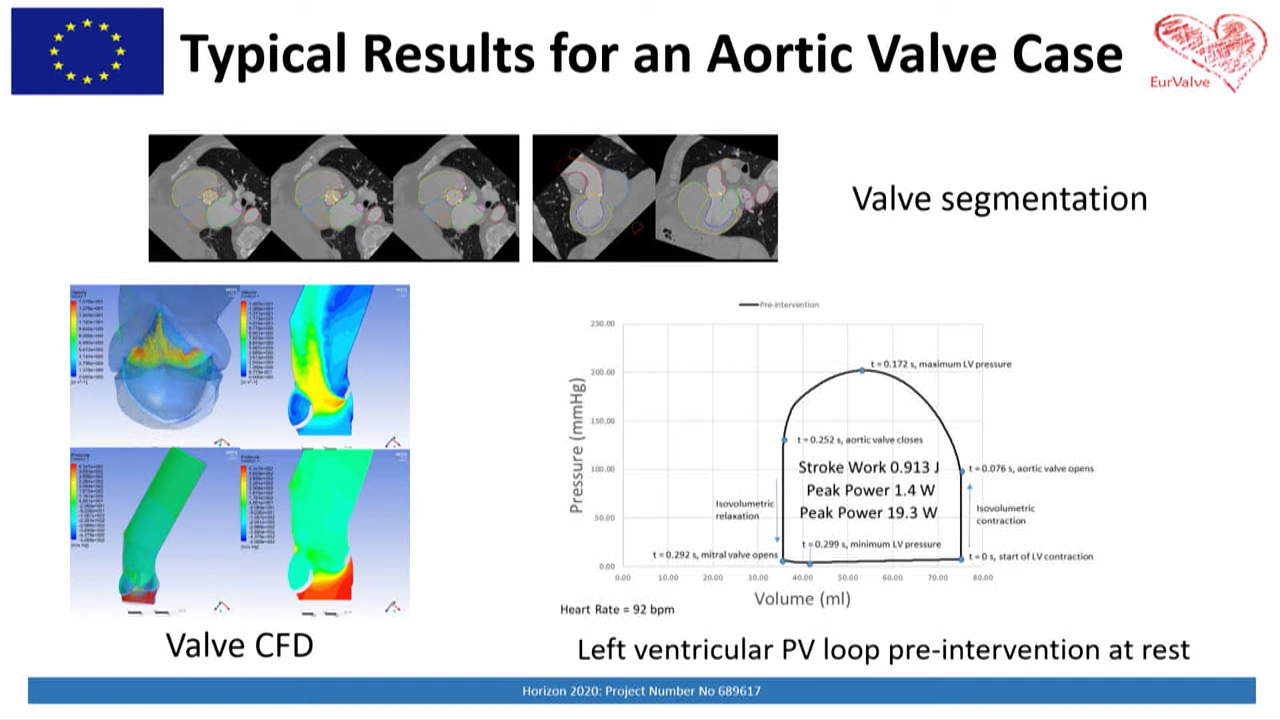 Typical Results for an Aortic Valve Case
EurValve
Valve segmentation
Pre-intervention
250.00
200.00
150.00
100.00
50.00
0.00
Pressure (mmHg)
t = 0.172 s, maximum LV pressure
t = 0.252 s, aortic valve closes
Stroke Work 0.913 J
Peak Power 1.4 W
Peak Power 19.3 W
t = 0.076 s, aortic valve opens
Isovolumetric
relaxation
Isovolumetric
contraction
t = 0.299 s, minimum LV pressure
t = 0.292 s, mitral valve opens
t = 0 s, start of LV contraction
0.00 10.00 20.00 30.00 40.00 50.00 60.00 70.00 80.00
Volume (ml)
Heart Rate = 92 bpm
Valve CFD
Left ventricular PV loop pre-intervention at rest
Horizon 2020: Project Number No 689617